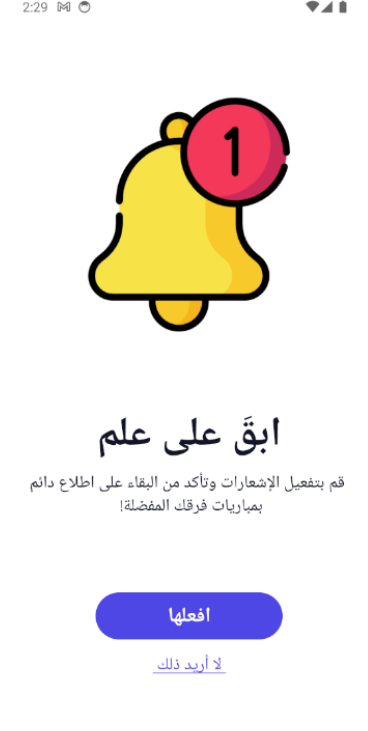 2:29
1
ابقَ على علم
قم بتفعيل الإشعارات وتأكد من البقاء على اطلاع دائم
بمباريات فرقك المفضلة!
افعلها
لا أريد ذلك